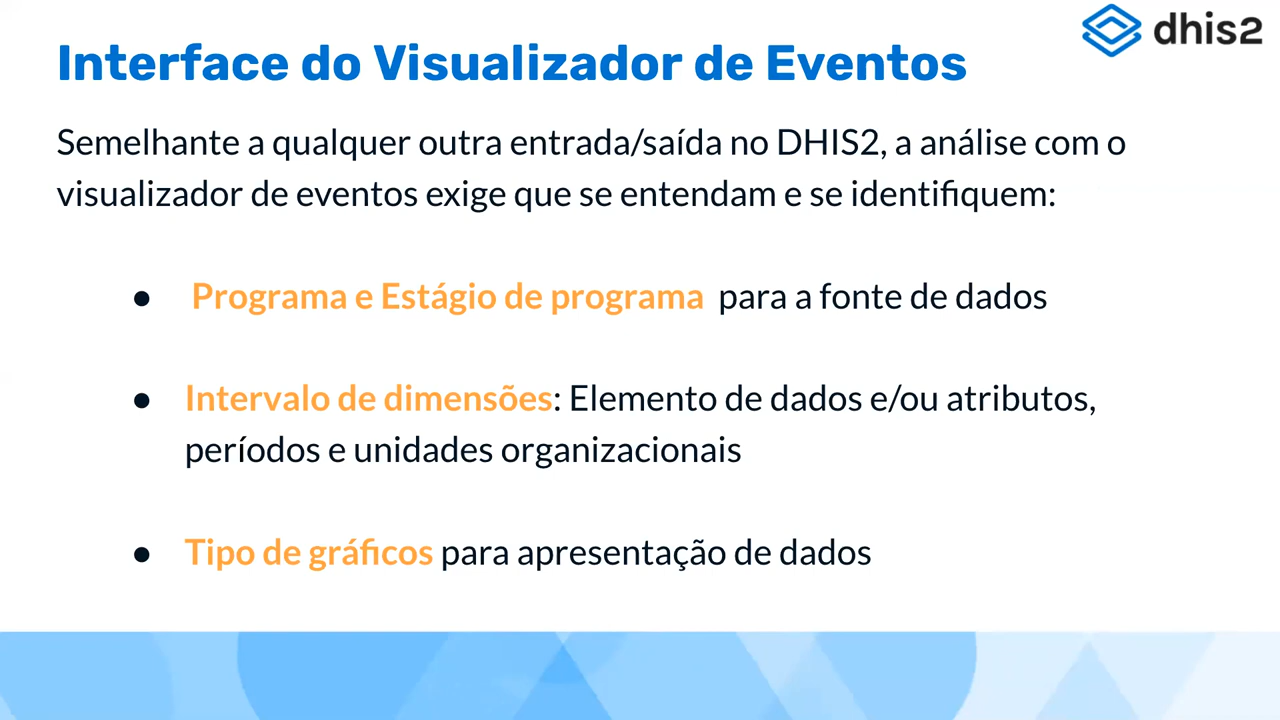 dhis2
Interface do Visualizador de Eventos
Semelhante a qualquer outra entrada/saída no DHIS2, a análise com o
visualizador de eventos exige que se entendam e se identifiquem:
● Programa e Estágio de programa para a fonte de dados
● Intervalo de dimensões: Elemento de dados e/ou atributos,
períodos e unidades organizacionais
● Tipo de gráficos para apresentação de dados